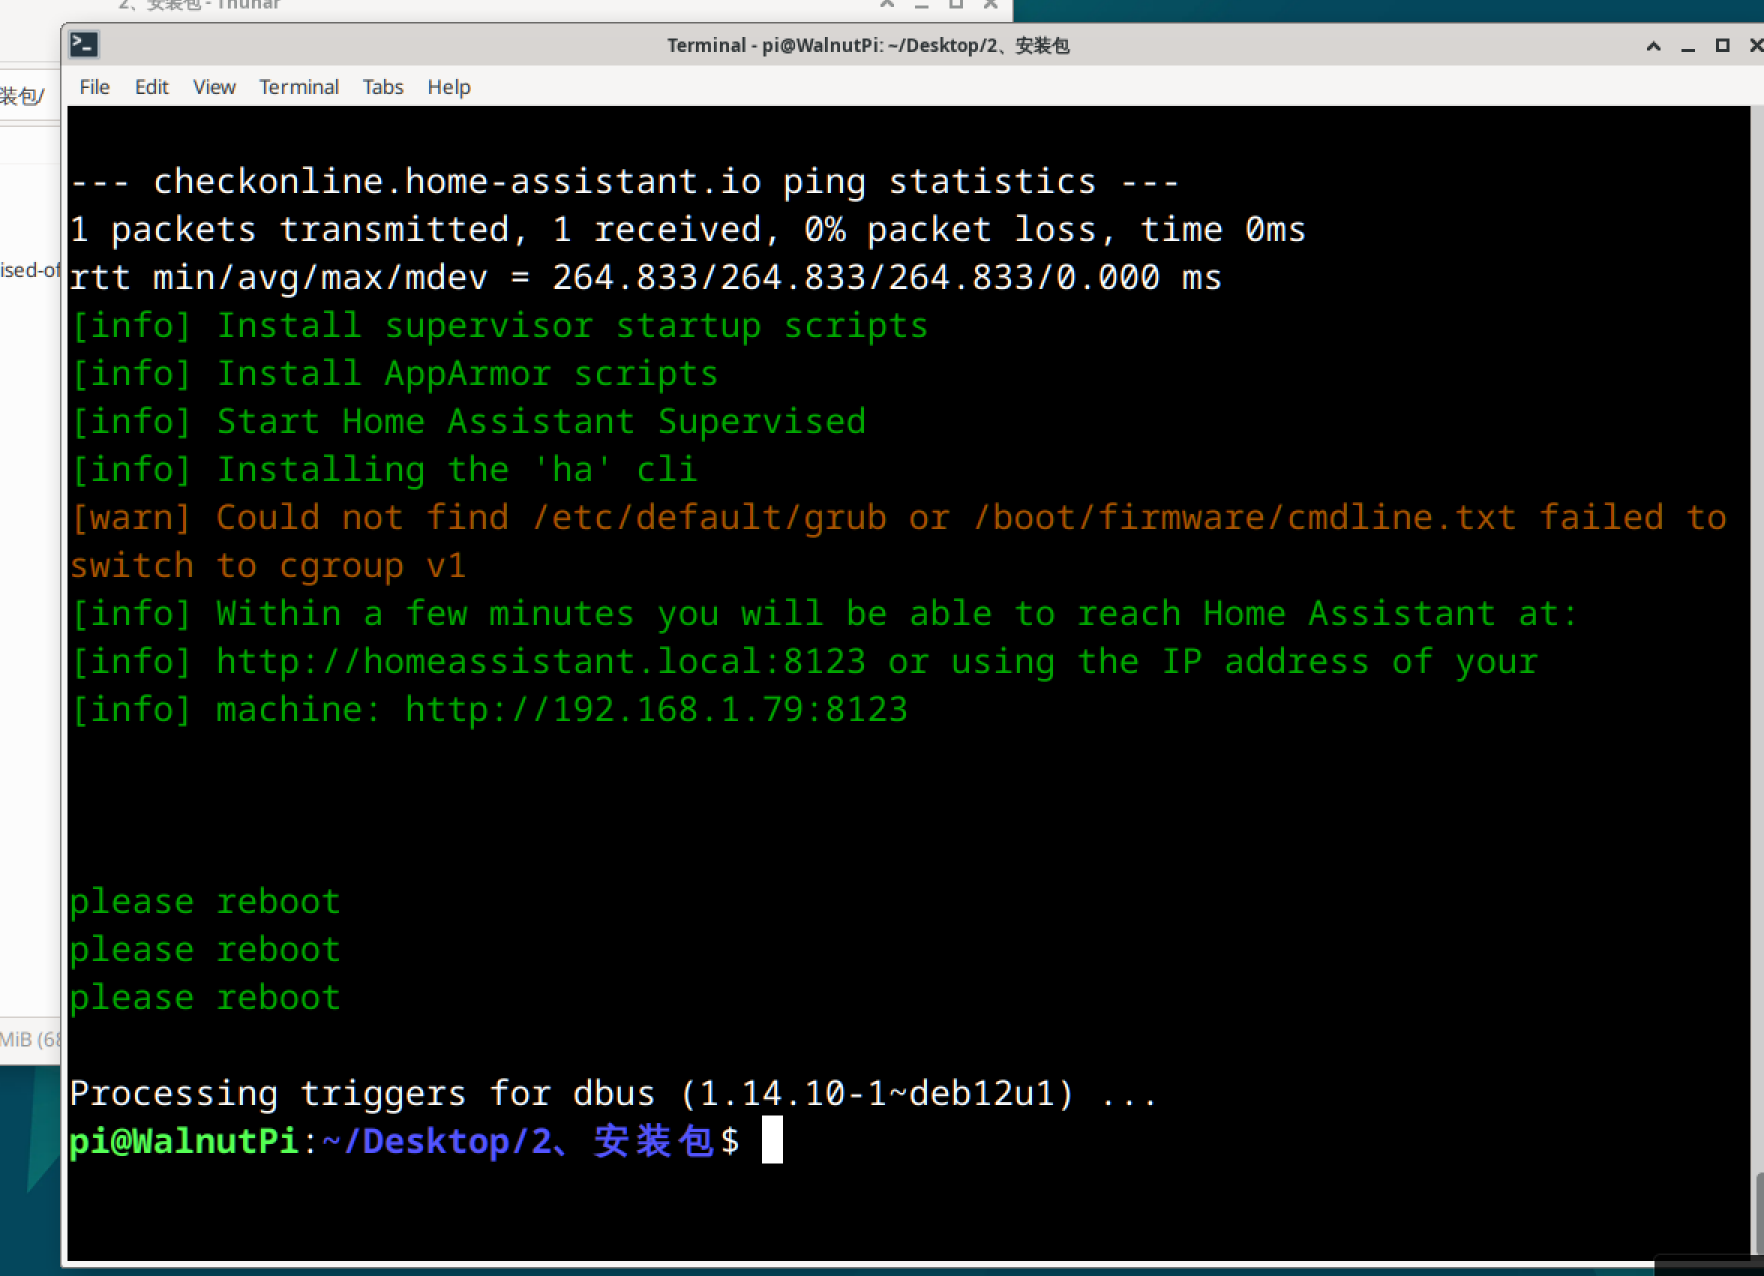 2、安装包 - Thunar
Terminal - pi@WalnutPi: ~/Desktop/2、安装包
File Edit View Terminal Tabs Help
装包/
--- checkonline.home-assistant.io ping statistics ---
1 packets transmitted, 1 received, 0% packet loss, time 0ms
ised-of
rtt min/avg/max/mdev = 264.833/264.833/264.833/0.000 ms
[info] Install supervisor startup scripts
[info] Install AppArmor scripts
[info] Start Home Assistant Supervised
[info] Installing the 'ha' cli
[warn] Could not find /etc/default/grub or /boot/firmware/cmdline.txt failed to
switch to cgroup v1
[info] Within a few minutes you will be able to reach Home Assistant at:
[info] http://homeassistant.local:8123 or using the IP address of your
[info] machine: http://192.168.1.79:8123
please reboot
please reboot
please reboot
MiB (68
Processing triggers for dbus (1.14.10-1~deb12u1) ...
pi@WalnutPi:~/Desktop/2、安装包$